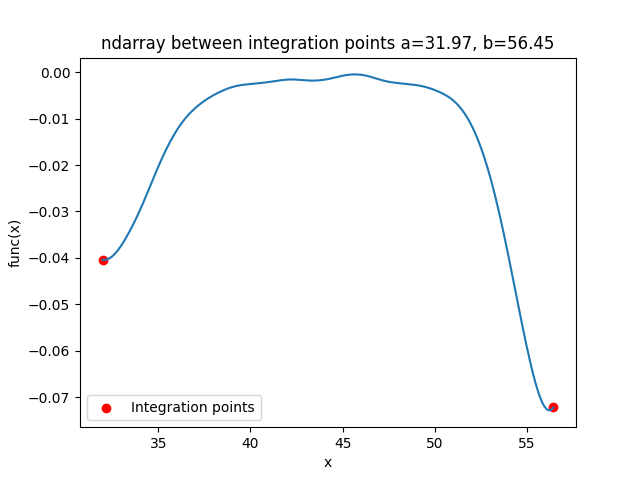 ndarray between integration points a=31.97, b=56.45
0.00
−0.01
−0.02
−0.03
−0.04
−0.05
−0.06
−0.07
func(x)
Integration points
35 40 45 50 55
x